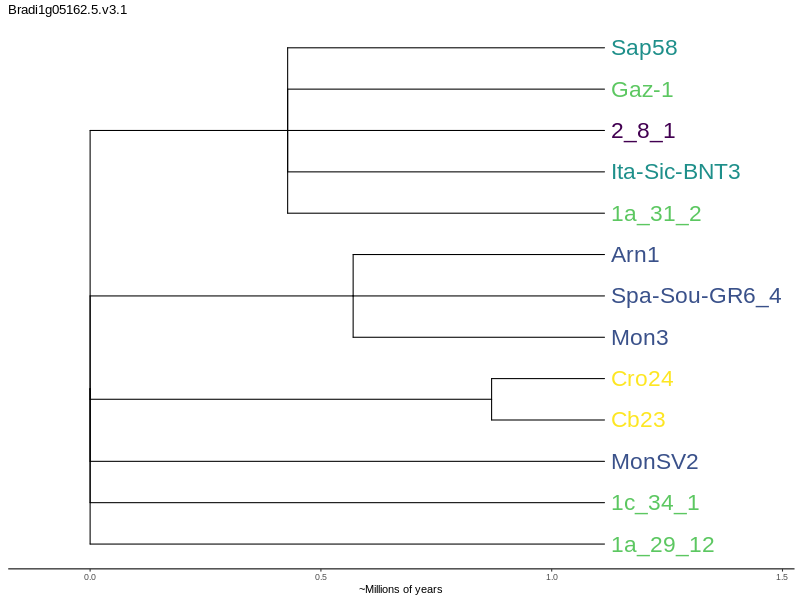 Bradi1g05162.5.v3.1
Sap58
Gaz-1
2_8_1
Ita-Sic-BNT3
1a_31_2
Arn1
Spa-Sou-GR6_4
Mon3
Cro24
Cb23
MonSV2
1c_34_1
1a_29_12
0.0 0.5 1.0 1.5
~Millions of years